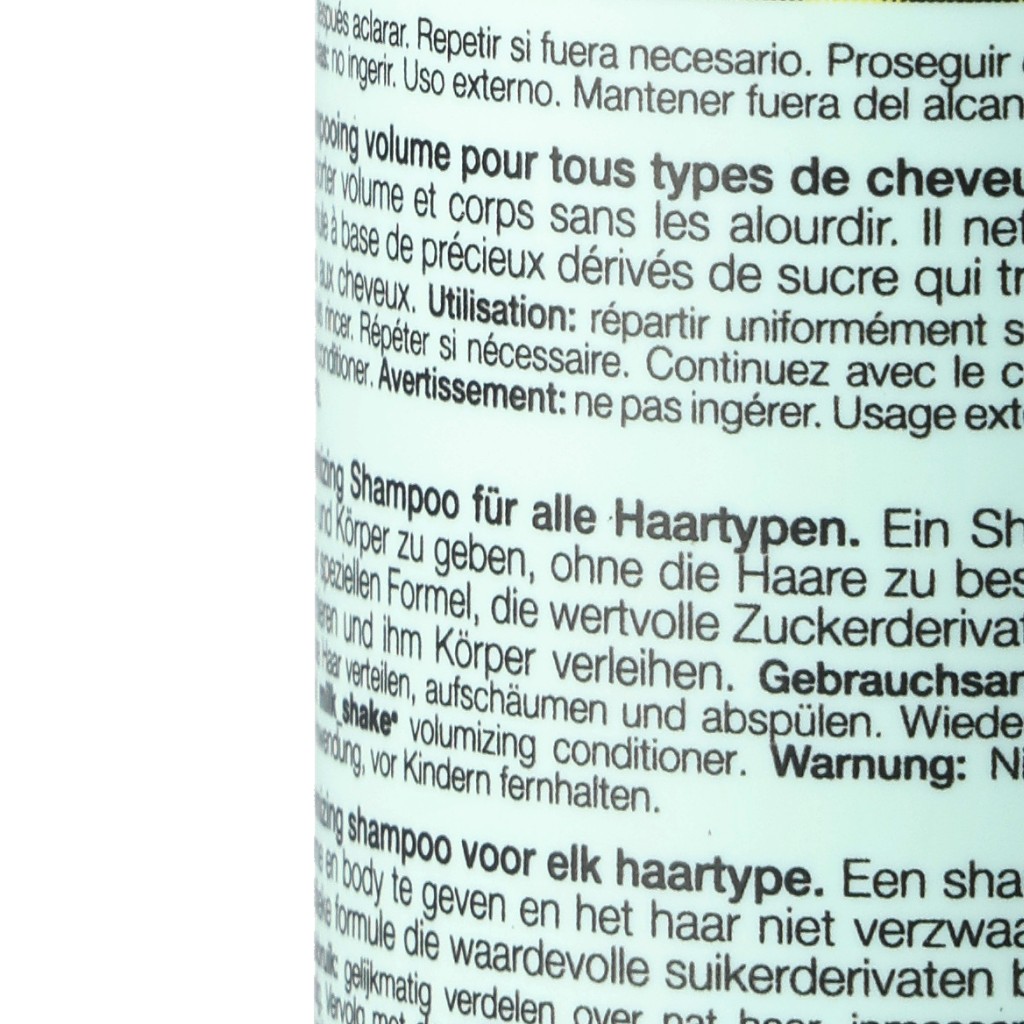 aclarar. Repetir si fuera necesario. Proseguir
no ingerir. Uso externo. Mantener fuera del alcan
volume pour tous types de cheveu
volume et corps sans les alourdir. Il net
à base de précieux dérivés de sucre qui tr
aux cheveux. Utilisation: répartir uniformément s
rincer. Répéter si nécessaire. Continuez avec le c
conditioner. Avertissement: ne pas ingérer. Usage exte
Shampoo für alle Haartypen. Ein Sh
und Körper zu geben, ohne die Haare zu bes
speziellen Formel, die wertvolle Zuckerderivat
und ihm Körper verleihen. Gebrauchsan
Haar verteilen, aufschäumen und abspülen. Wiede
milk_shake® volumizing conditioner. Warnung: Ni
vor Kindern fernhalten.
shampoo voor elk haartype. Een sha
en body te geven en het haar niet verzwaa
formule die waardevolle suikerderivaten b
gelijkmatig verdelen over nat haar,
Vervolg met